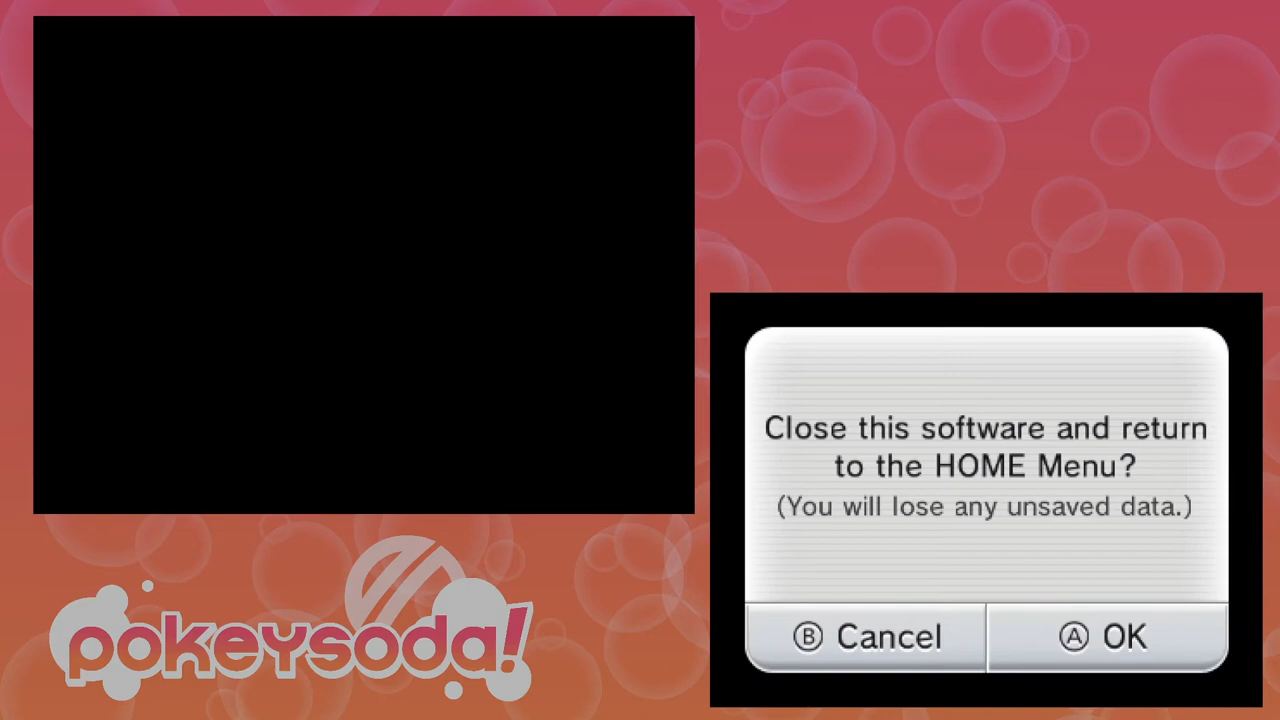 Close this software and return
to the HOME Menu?
(You will lose any unsaved data.)
Ⓑ Cancel
Ⓐ OK
pokeysoda!